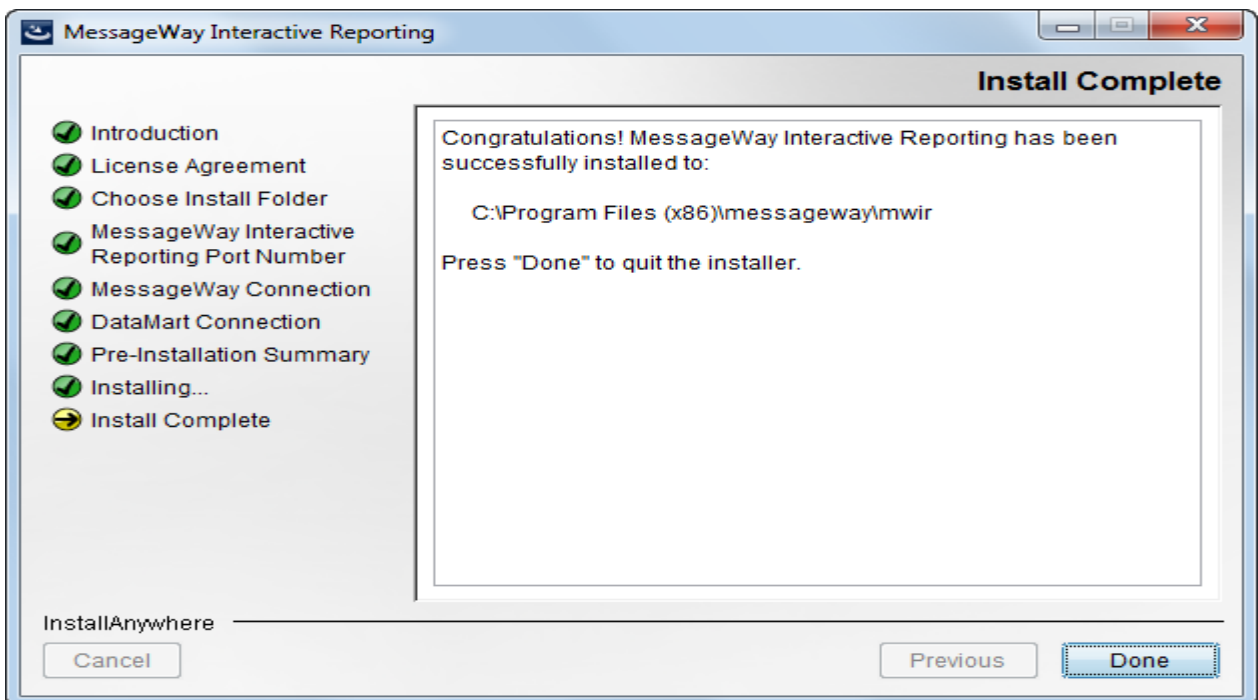 MessageWay Interactive Reporting
Install Complete
Introduction
License Agreement
Choose Install Folder
MessageWay Interactive
Reporting Port Number
MessageWay Connection
DataMart Connection
Pre-Installation Summary
Installing...
Install Complete
Congratulations! MessageWay Interactive Reporting has been
successfully installed to:
C:\Program Files (x86)\messageway\mwir
Press "Done" to quit the installer.
InstallAnywhere
Cancel
Previous
Done